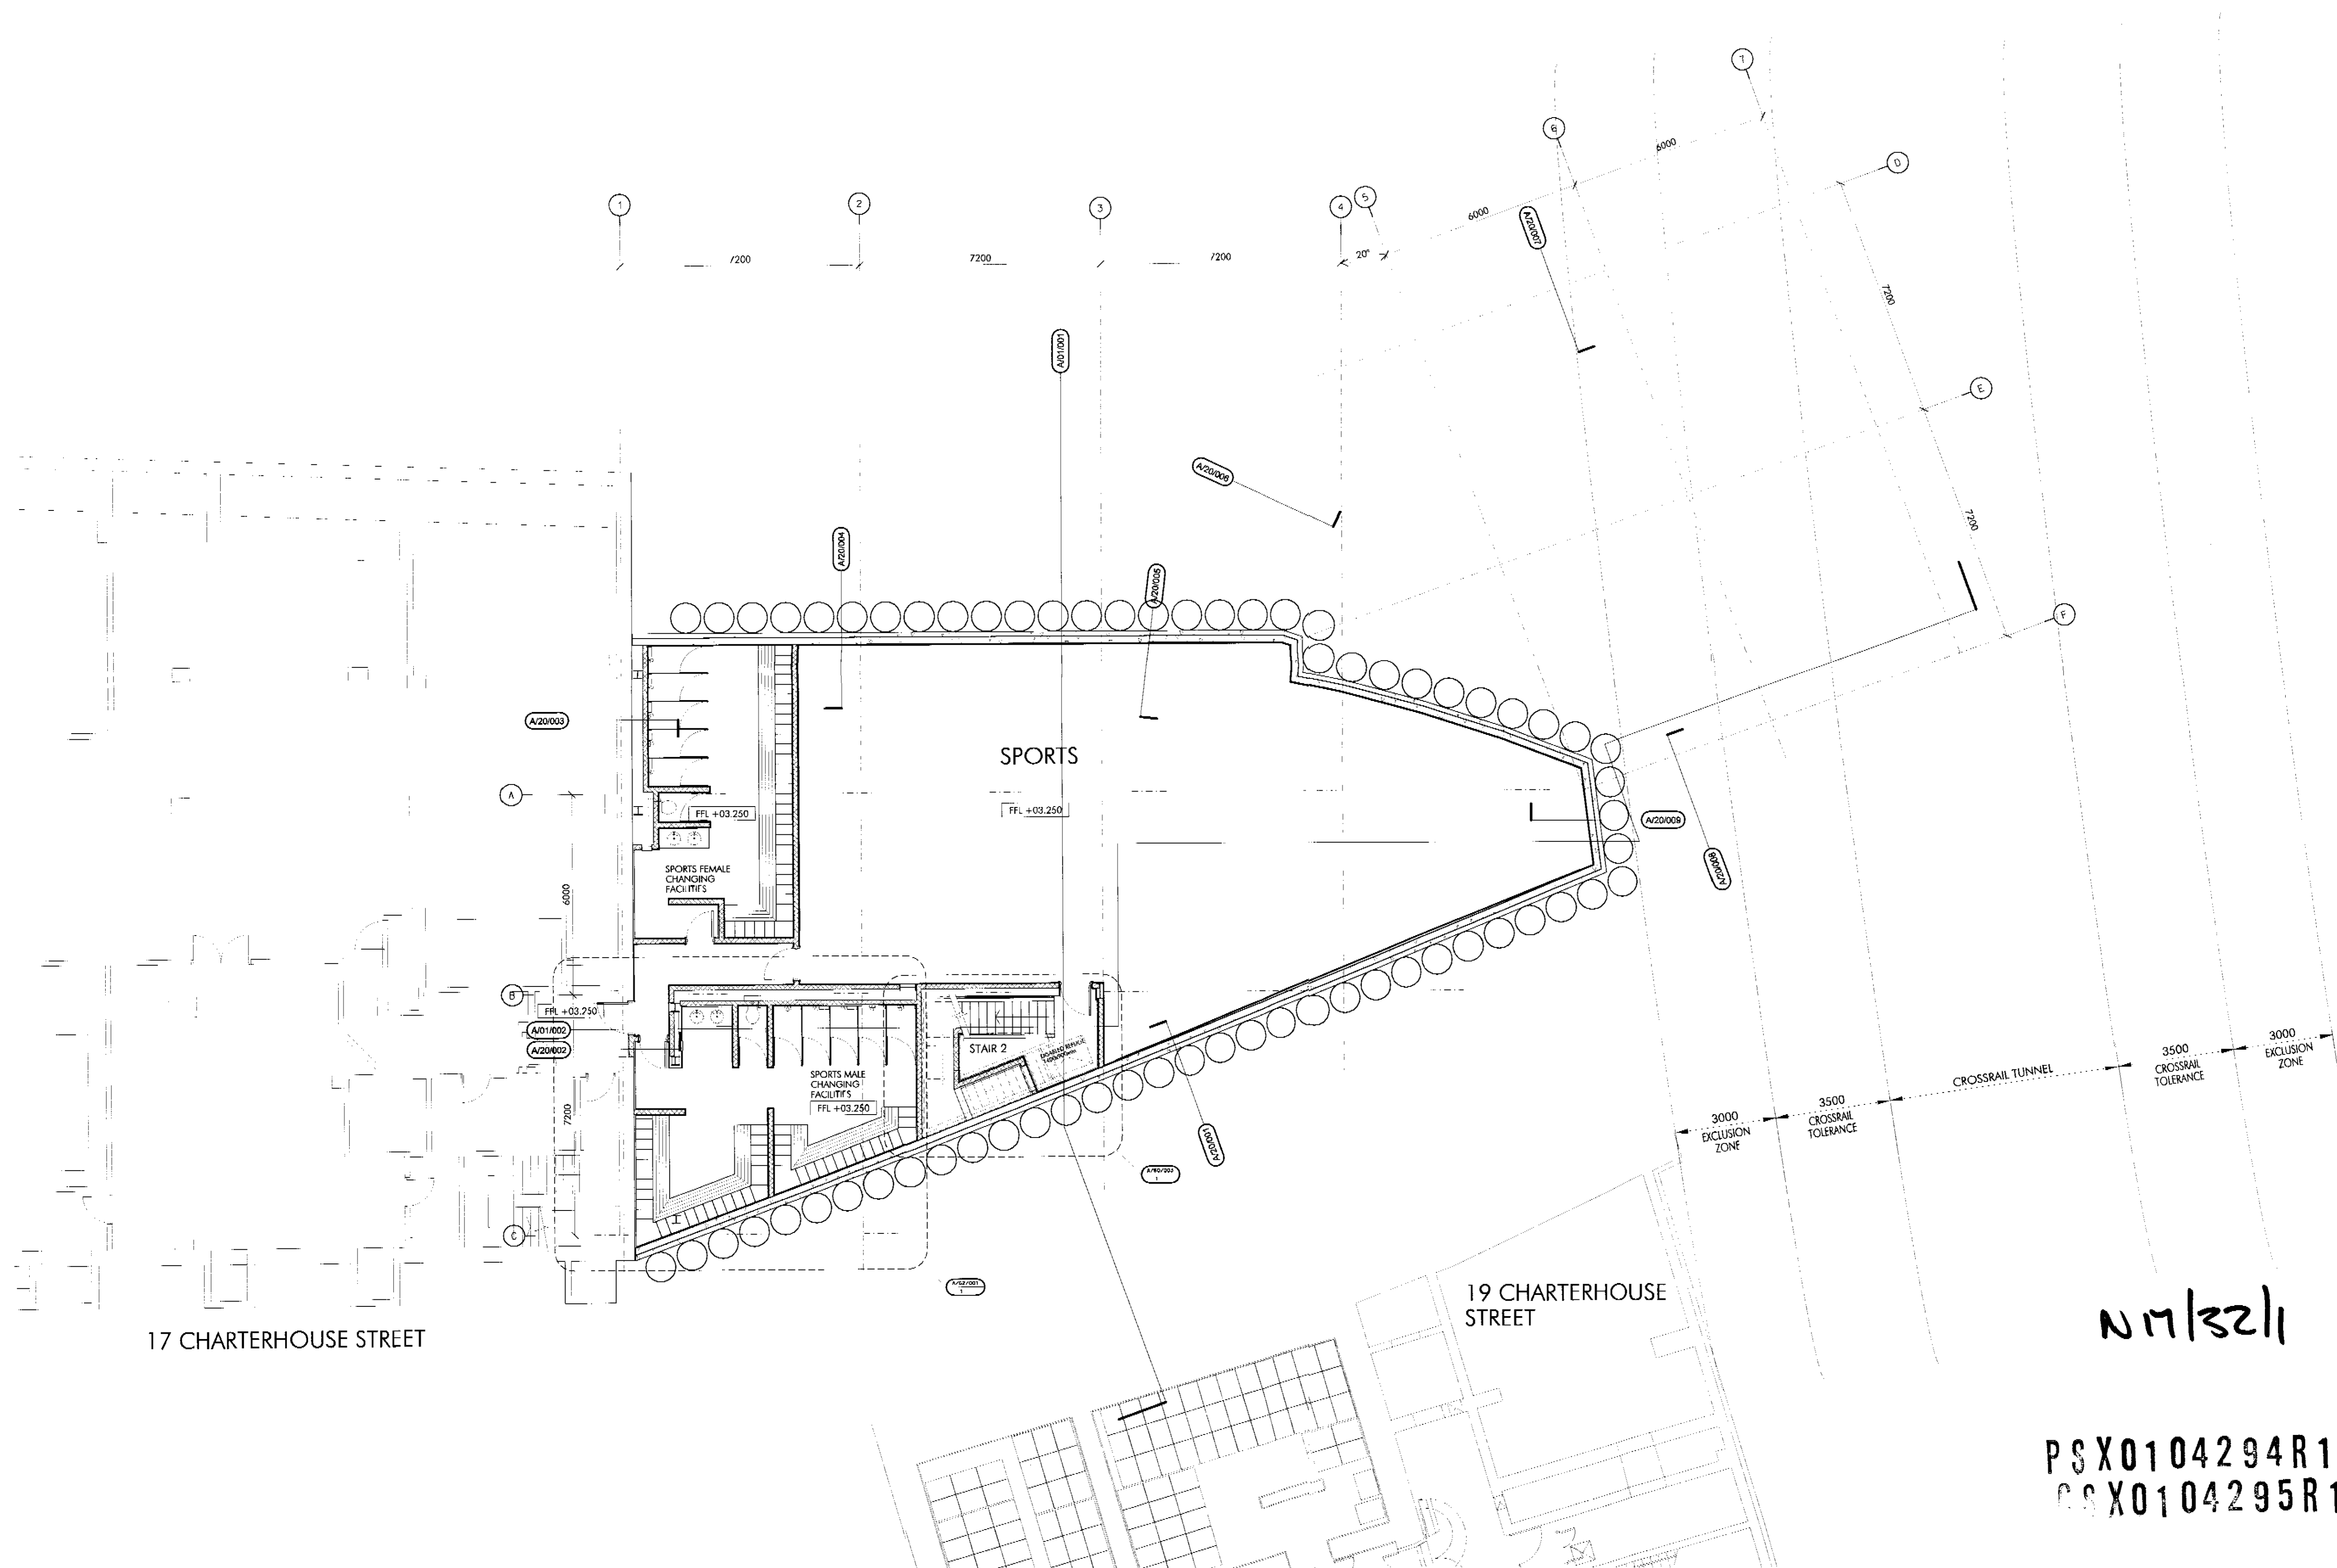 7
6
6000
D
1
2
3
4
5
6000
A/20/007
7200
7200
7200
20°
7200
A/01/001
E
A/20/006
7200
A/20/004
A/20/005
F
A/20/003
SPORTS
A
FFL +03.250
FFL +03.250
A/20/009
A/20/008
SPORTS FEMALE
CHANGING
FACILITIES
6000
B
FFL +03.250
A/01/002
A/20/002
STAIR 2
SPORTS MALE
CHANGING
FACILITIES
FFL +03.250
7200
A/20/001
C
3000
EXCLUSION
ZONE
3500
CROSSRAIL
TOLERANCE
CROSSRAIL TUNNEL
3500
CROSSRAIL
TOLERANCE
3000
EXCLUSION
ZONE
17 CHARTERHOUSE STREET
19 CHARTERHOUSE
STREET
NM/32/1
PSX0104294R1
SX0104295R1